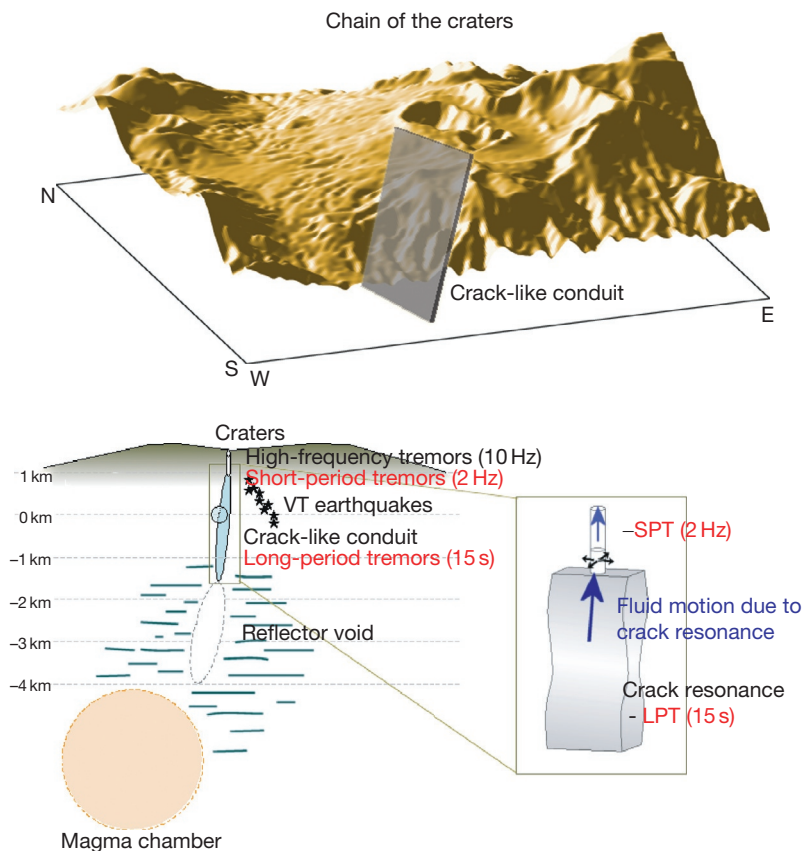 Chain of the craters
N
Crack-like conduit
E
S
W
Craters
High-frequency tremors (10 Hz)
1 km
Short-period tremors (2 Hz)
VT earthquakes
0 km
Crack-like conduit
−1 km
Long-period tremors (15 s)
−2 km
Reflector void
−3 km
−4 km
Magma chamber
–SPT (2 Hz)
Fluid motion due to
crack resonance
Crack resonance
- LPT (15 s)